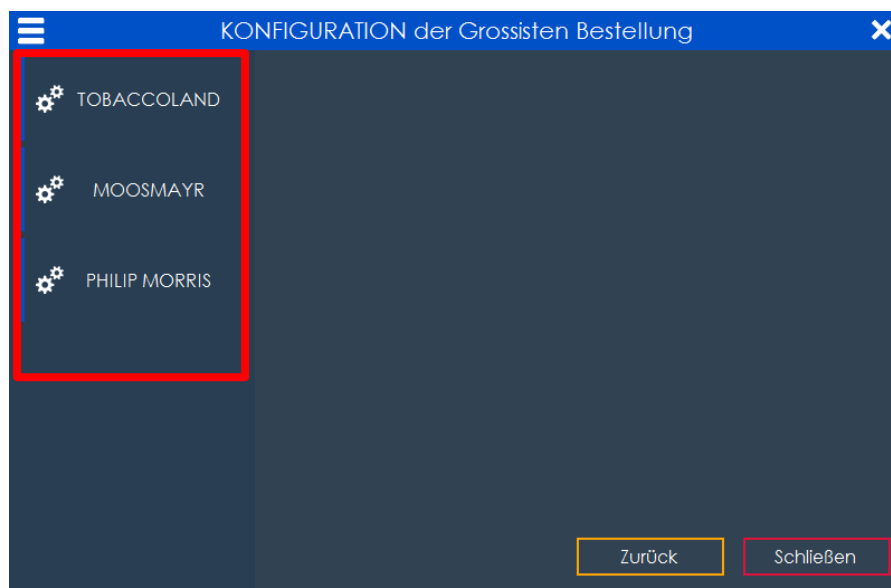 KONFIGURATION der Grossisten Bestellung
TOBACCOLAND
MOOSMAYR
PHILIP MORRIS
Zurück
Schließen